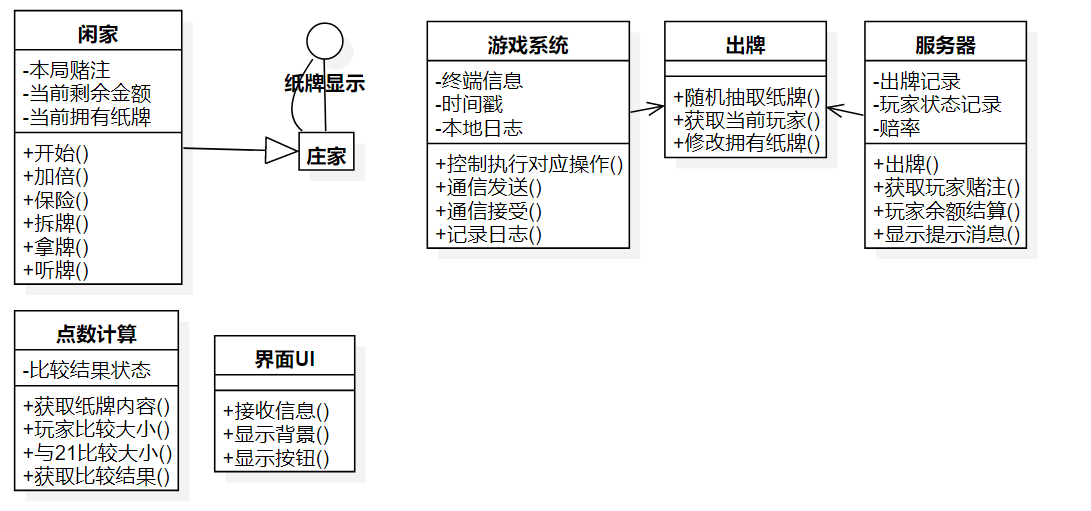 闲家
-本局赌注
-当前剩余金额
-当前拥有纸牌
+开始()
+加倍()
+保险()
+拆牌()
+拿牌()
+听牌()
纸牌显示
庄家
游戏系统
-终端信息
-时间戳
-本地日志
+控制执行对应操作()
+通信发送()
+通信接受()
+记录日志()
出牌
+随机抽取纸牌()
+获取当前玩家()
+修改拥有纸牌()
服务器
-出牌记录
-玩家状态记录
-赔率
+出牌()
+获取玩家赌注()
+玩家余额结算()
+显示提示消息()
点数计算
-比较结果状态
+获取纸牌内容()
+玩家比较大小()
+与21比较大小()
+获取比较结果()
界面UI
+接收信息()
+显示背景()
+显示按钮()